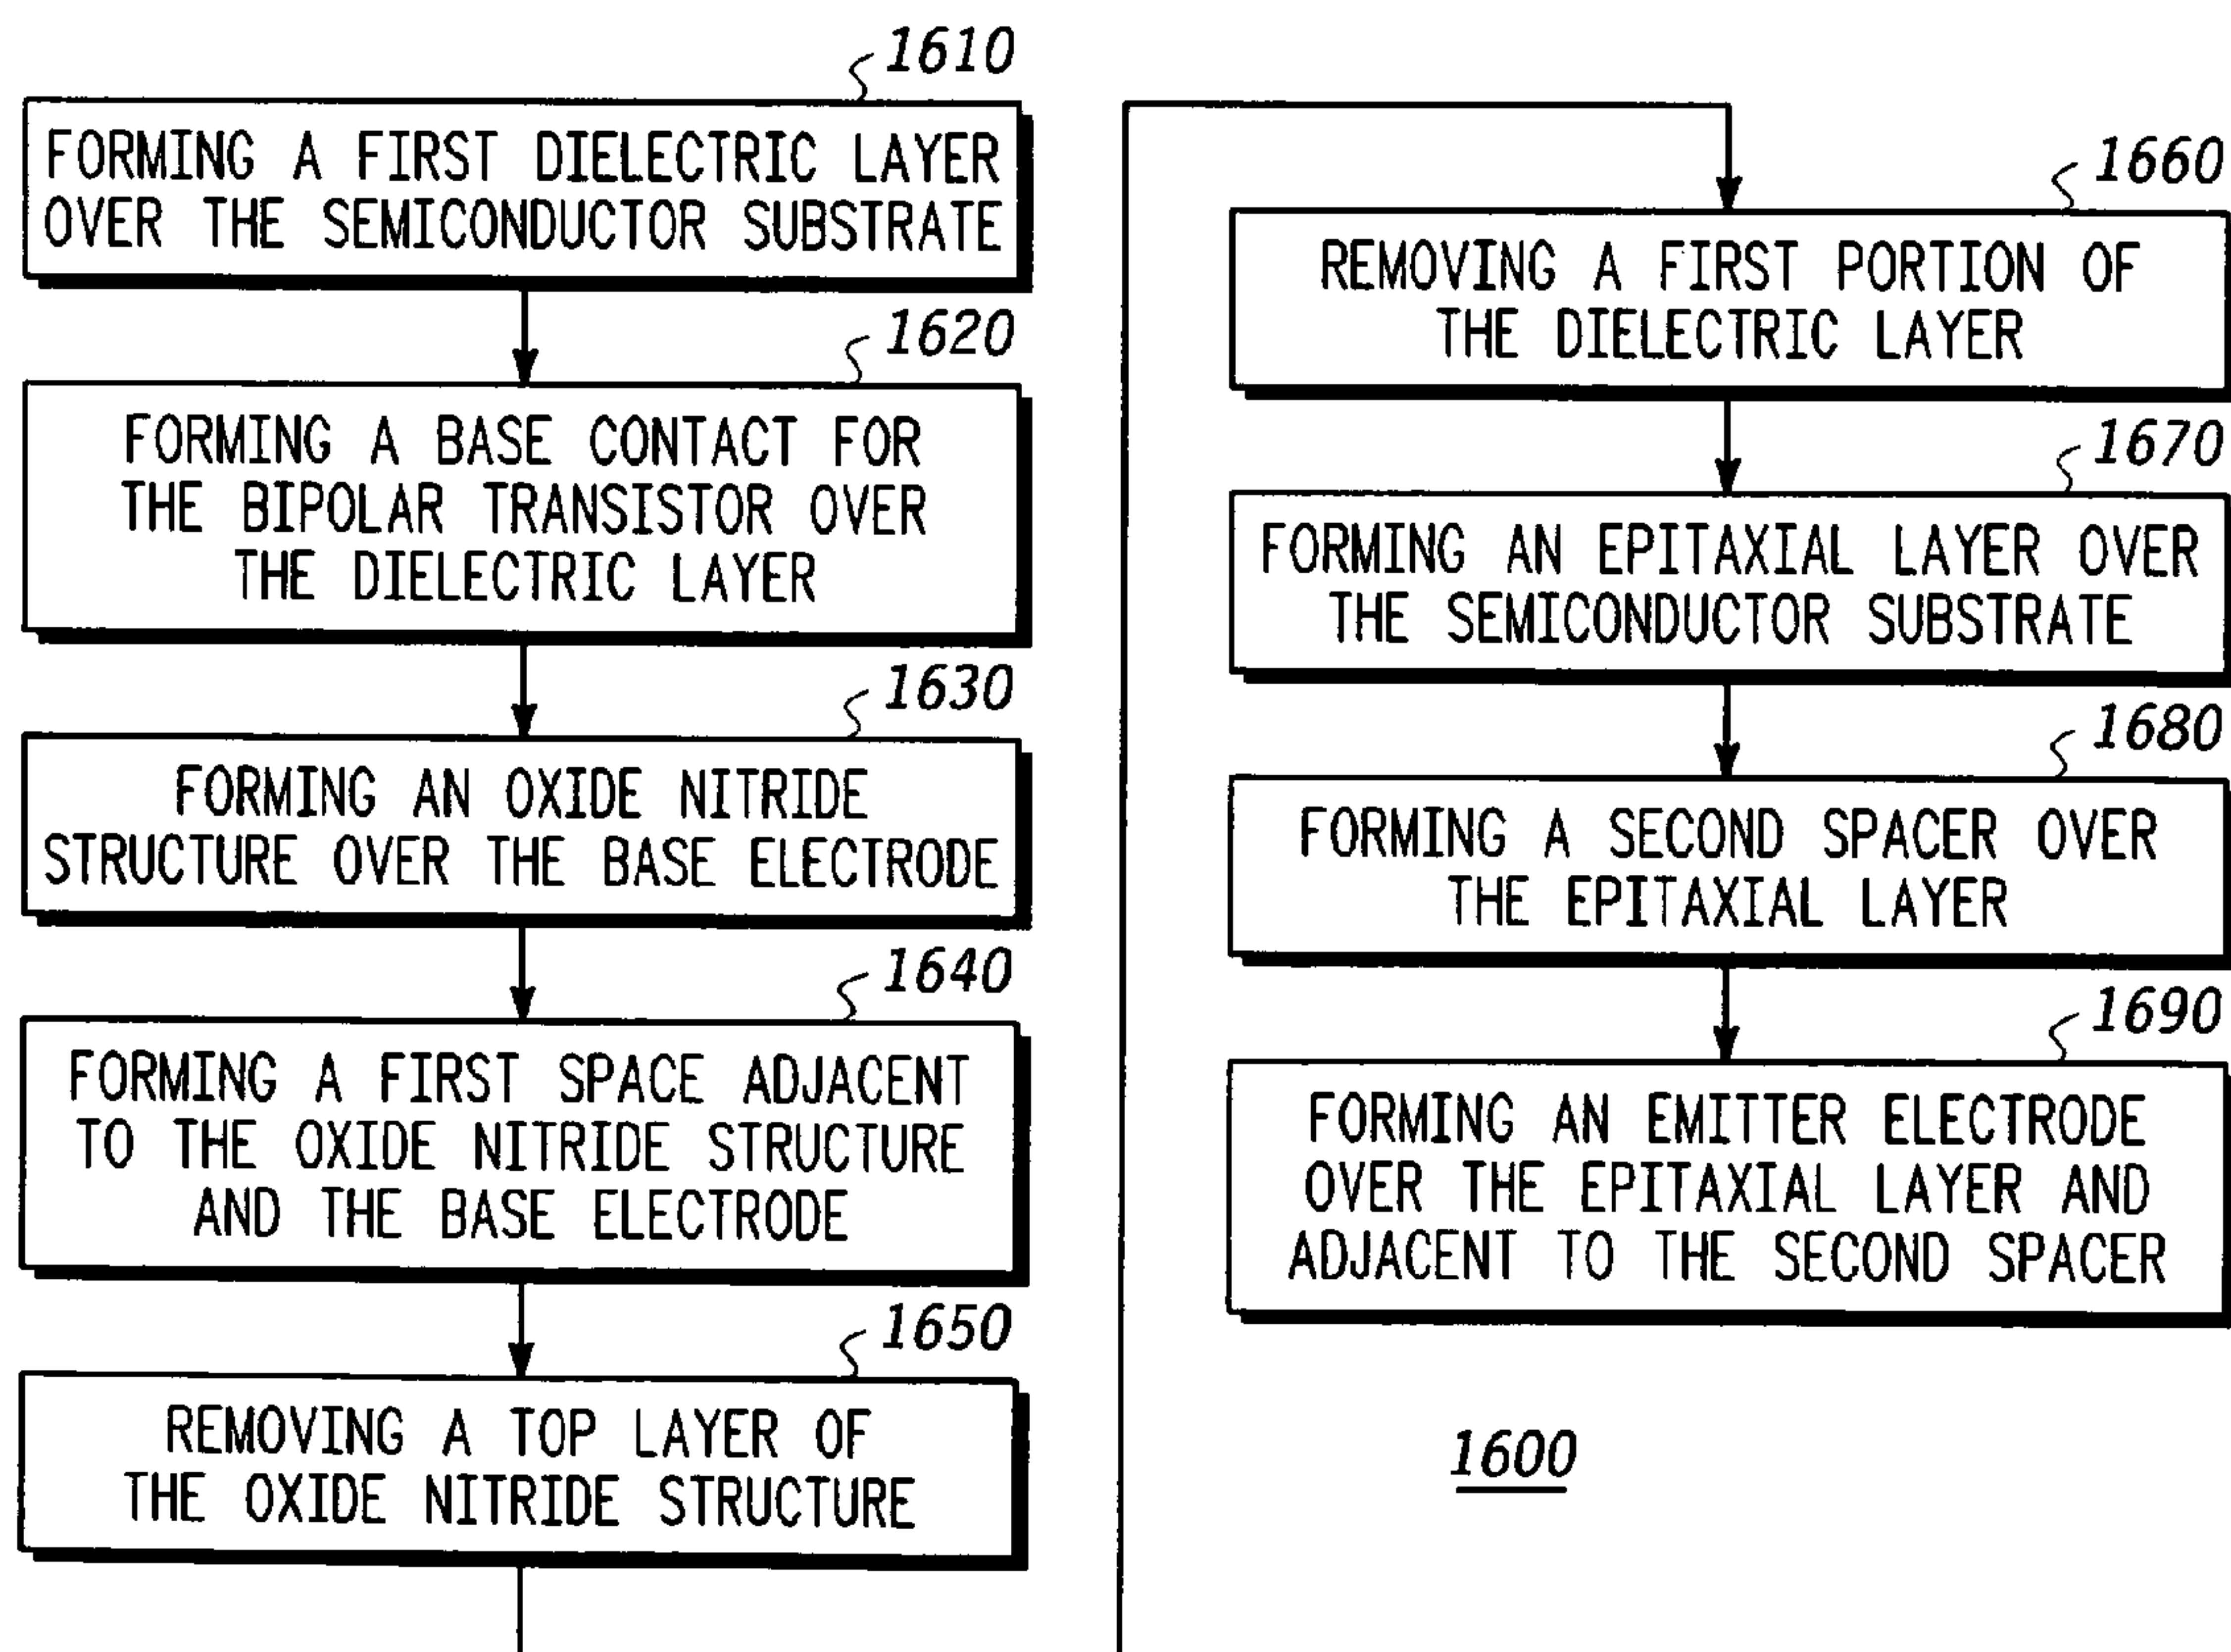 1610
FORMING A FIRST DIELECTRIC LAYER
OVER THE SEMICONDUCTOR SUBSTRATE
1620
FORMING A BASE CONTACT FOR
THE BIPOLAR TRANSISTOR OVER
THE DIELECTRIC LAYER
1630
FORMING AN OXIDE NITRIDE
STRUCTURE OVER THE BASE ELECTRODE
1640
FORMING A FIRST SPACE ADJACENT
TO THE OXIDE NITRIDE STRUCTURE
AND THE BASE ELECTRODE
1650
REMOVING A TOP LAYER OF
THE OXIDE NITRIDE STRUCTURE
1660
REMOVING A FIRST PORTION OF
THE DIELECTRIC LAYER
1670
FORMING AN EPITAXIAL LAYER OVER
THE SEMICONDUCTOR SUBSTRATE
1680
FORMING A SECOND SPACER OVER
THE EPITAXIAL LAYER
1690
FORMING AN EMITTER ELECTRODE
OVER THE EPITAXIAL LAYER AND
ADJACENT TO THE SECOND SPACER
1600